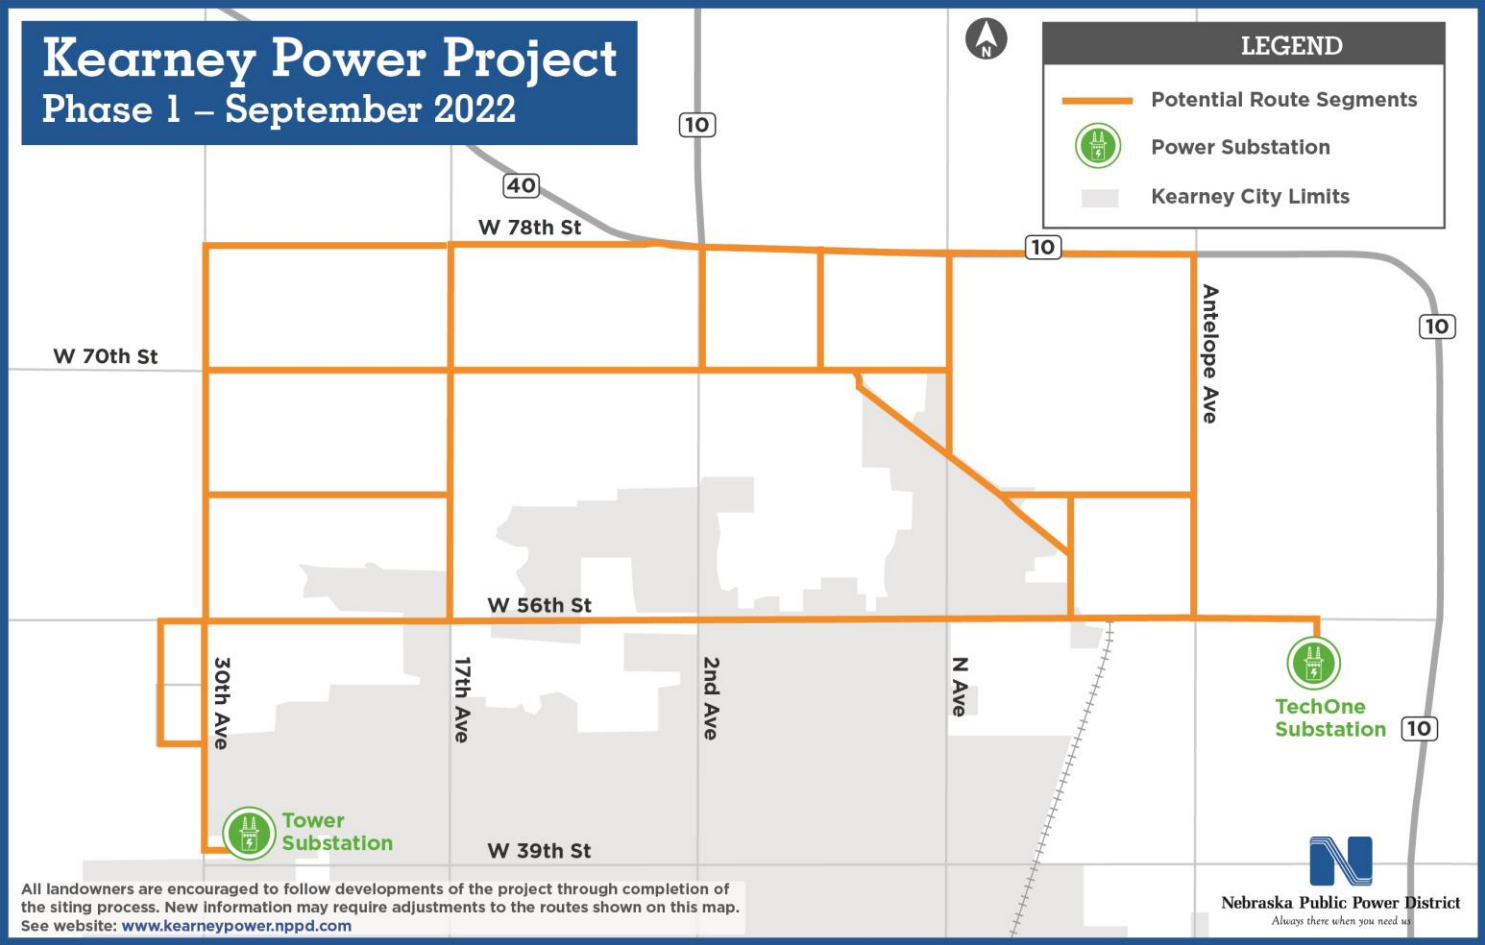 Kearney Power Project
Phase 1 – September 2022
N
LEGEND
Potential Route Segments
Power Substation
Kearney City Limits
10
40
W 78th St
10
10
W 70th St
Antelope Ave
W 56th St
30th Ave
17th Ave
2nd Ave
N Ave
TechOne
Substation
10
Tower
Substation
W 39th St
All landowners are encouraged to follow developments of the project through completion of
the siting process. New information may require adjustments to the routes shown on this map.
See website: www.kearneypower.nppd.com
Nebraska Public Power District
Always there when you need us